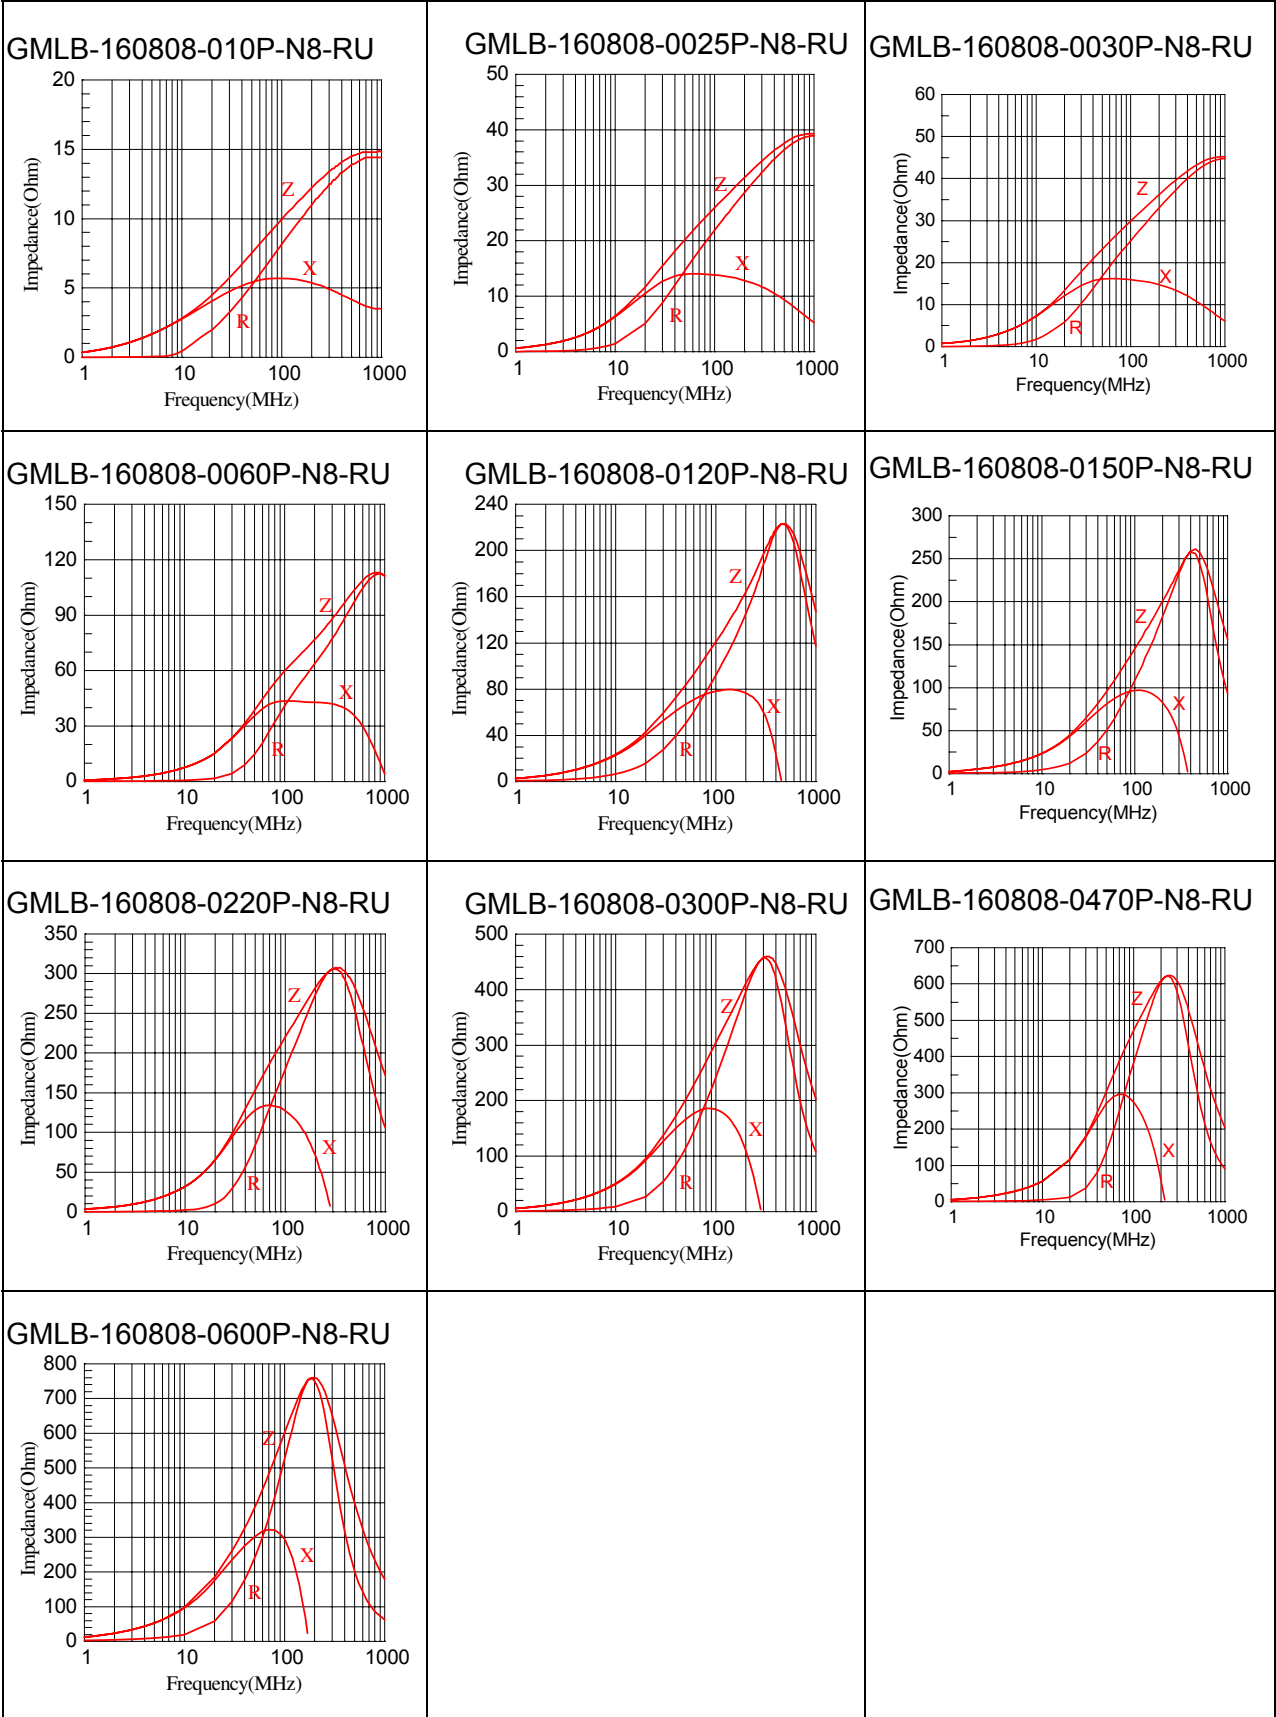 GMLB-160808-010P-N8-RU
20
15
10
5
0
Impedance(Ohm)
Z
X
R
1 10 100 1000
Frequency(MHz)
GMLB-160808-0025P-N8-RU
50
40
30
20
10
0
Impedance(Ohm)
Z
X
R
1 10 100 1000
Frequency(MHz)
GMLB-160808-0030P-N8-RU
60
50
40
30
20
10
0
Impedance(Ohm)
Z
X
R
1 10 100 1000
Frequency(MHz)
GMLB-160808-0060P-N8-RU
150
120
90
60
30
0
Impedance(Ohm)
Z
X
R
1 10 100 1000
Frequency(MHz)
GMLB-160808-0120P-N8-RU
240
200
160
120
80
40
0
Impedance(Ohm)
Z
X
R
1 10 100 1000
Frequency(MHz)
GMLB-160808-0150P-N8-RU
300
250
200
150
100
50
0
Impedance(Ohm)
Z
X
R
1 10 100 1000
Frequency(MHz)
GMLB-160808-0220P-N8-RU
350
300
250
200
150
100
50
0
Impedance(Ohm)
Z
X
R
1 10 100 1000
Frequency(MHz)
GMLB-160808-0300P-N8-RU
500
400
300
200
100
0
Impedance(Ohm)
Z
X
R
1 10 100 1000
Frequency(MHz)
GMLB-160808-0470P-N8-RU
700
600
500
400
300
200
100
0
Impedance(Ohm)
Z
X
R
1 10 100 1000
Frequency(MHz)
GMLB-160808-0600P-N8-RU
800
700
600
500
400
300
200
100
0
Impedance(Ohm)
Z
X
R
1 10 100 1000
Frequency(MHz)